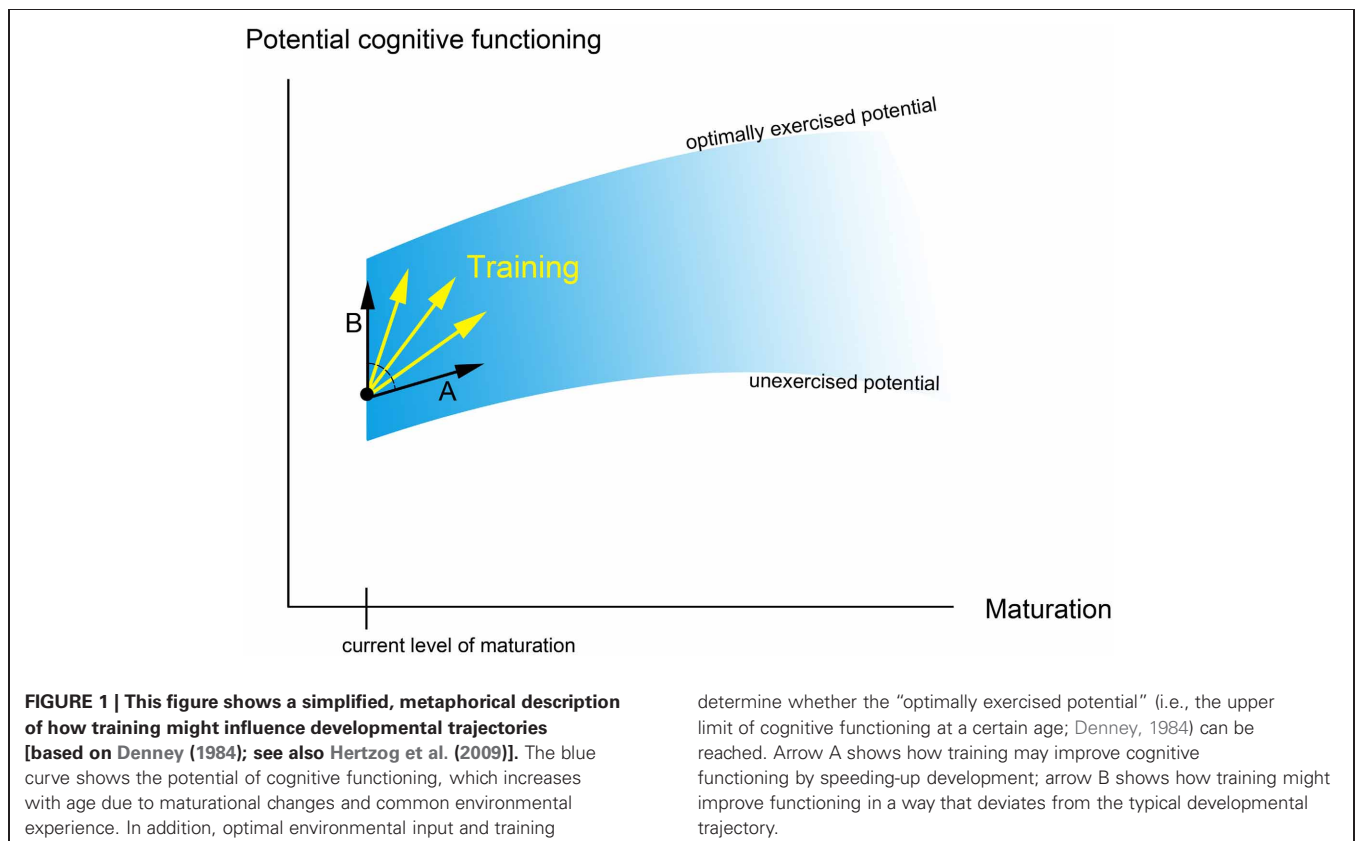 Potential cognitive functioning
optimally exercised potential
Training
B
A
unexercised potential
Maturation
current level of maturation
FIGURE 1 | This figure shows a simplified, metaphorical description
of how training might influence developmental trajectories
[based on Denney (1984); see also Hertzog et al. (2009)]. The blue
curve shows the potential of cognitive functioning, which increases
with age due to maturational changes and common environmental
experience. In addition, optimal environmental input and training
determine whether the “optimally exercised potential” (i.e., the upper
limit of cognitive functioning at a certain age; Denney, 1984) can be
reached. Arrow A shows how training may improve cognitive
functioning by speeding-up development; arrow B shows how training might
improve functioning in a way that deviates from the typical developmental
trajectory.